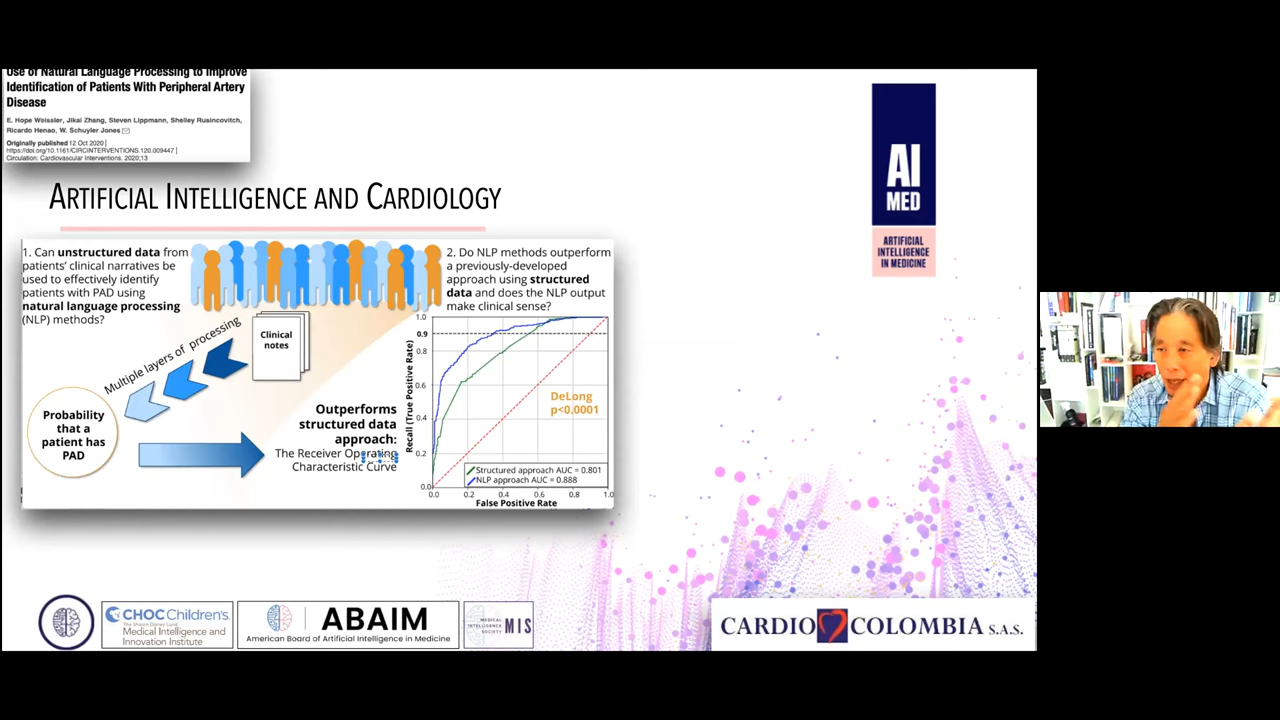 Use of Natural Language Processing to Improve
Identification of Patients With Peripheral Artery
Disease
E. Hope Weissler, Jikai Zhang, Steven Lippmann, Shelley Rusincovitch,
Ricardo Henao, W. Schuyler Jones
Originally published 12 Oct 2020 |
https://doi.org/10.1161/CIRCINTERVENTIONS.120.009447 |
Circulation: Cardiovascular Interventions. 2020;13
AI
MED
ARTIFICIAL
INTELLIGENCE
IN MEDICINE
ARTIFICIAL INTELLIGENCE AND CARDIOLOGY
1. Can unstructured data from
patients' clinical narratives be
used to effectively identify
patients with PAD using
natural language processing
(NLP) methods?
2. Do NLP methods outperform
a previously-developed
approach using structured
data and does the NLP output
make clinical sense?
Clinical
notes
Multiple layers of processing
Probability
that a
patient has
PAD
Outperforms
structured data
approach:
The Receiver Operating
Characteristic Curve
Recall (True Positive Rate)
1.0
0.9
0.8
0.6
0.4
0.2
0.0
DeLong
p<0.0001
Structured approach AUC = 0.801
NLP approach AUC = 0.888
0.0 0.2 0.4 0.6 0.8 1.0
False Positive Rate
CHOC Children's.
Medical Intelligence and
Innovation Institute
ABAIM
American Board of Artificial Intelligence in Medicine
MEDICAL
INTELLIGENCE
SOCIETY
MIS
CARDIO COLOMBIA S.A.S.